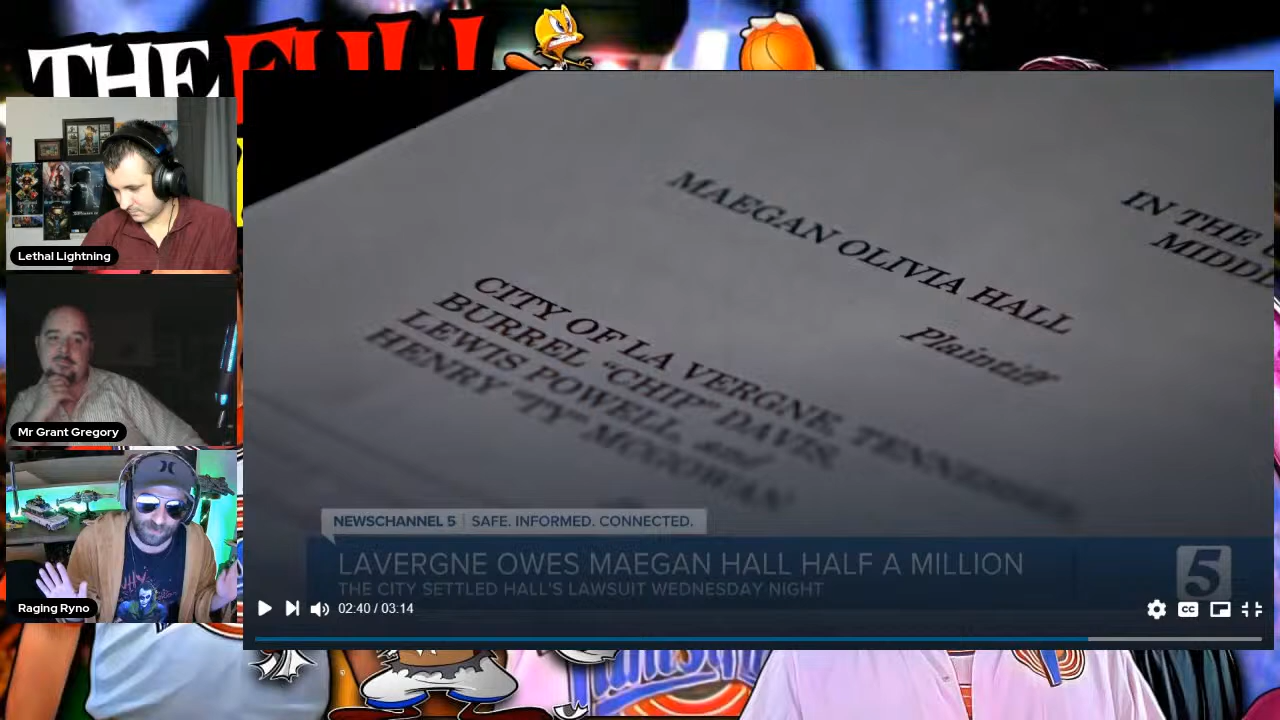 THE FULL
Lethal Lightning
Mr Grant Gregory
Raging Ryno
MAEGAN OLIVIA HALL
Plaintiff
IN THE
MIDDL
CITY OF LA VERGNE, TENNESSEE
BURREL “CHIP” DAVIS,
LEWIS POWELL, and
HENRY “TY” MCGOWAN
NEWSCHANNEL 5 | SAFE. INFORMED. CONNECTED.
LAVERGNE OWES MAEGAN HALL HALF A MILLION
THE CITY SETTLED HALL'S LAWSUIT WEDNESDAY NIGHT
5
02:40 / 03:14
CC